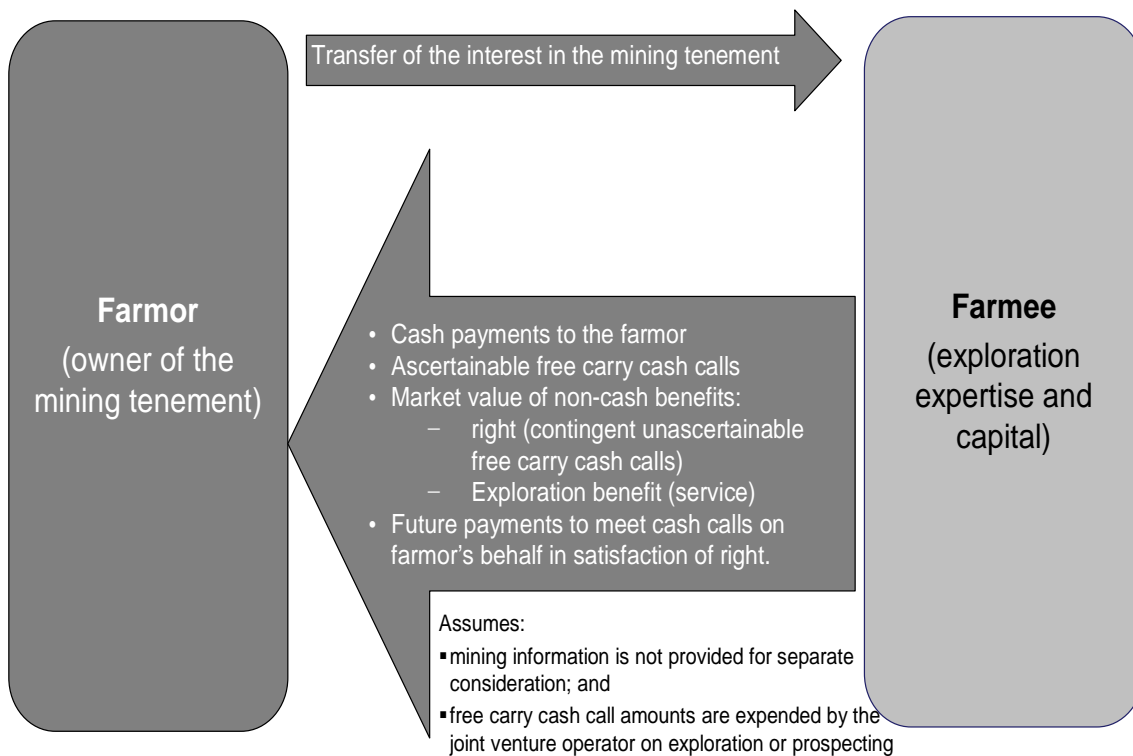 Transfer of the interest in the mining tenement
Farmor
(owner of the
mining tenement)
• Cash payments to the farmor
• Ascertainable free carry cash calls
• Market value of non-cash benefits:
– right (contingent unascertainable
free carry cash calls)
– Exploration benefit (service)
• Future payments to meet cash calls on
farmor's behalf in satisfaction of right.
Farmee
(exploration
expertise and
capital)
Assumes:
▪mining information is not provided for separate
consideration; and
▪free carry cash call amounts are expended by the
joint venture operator on exploration or prospecting